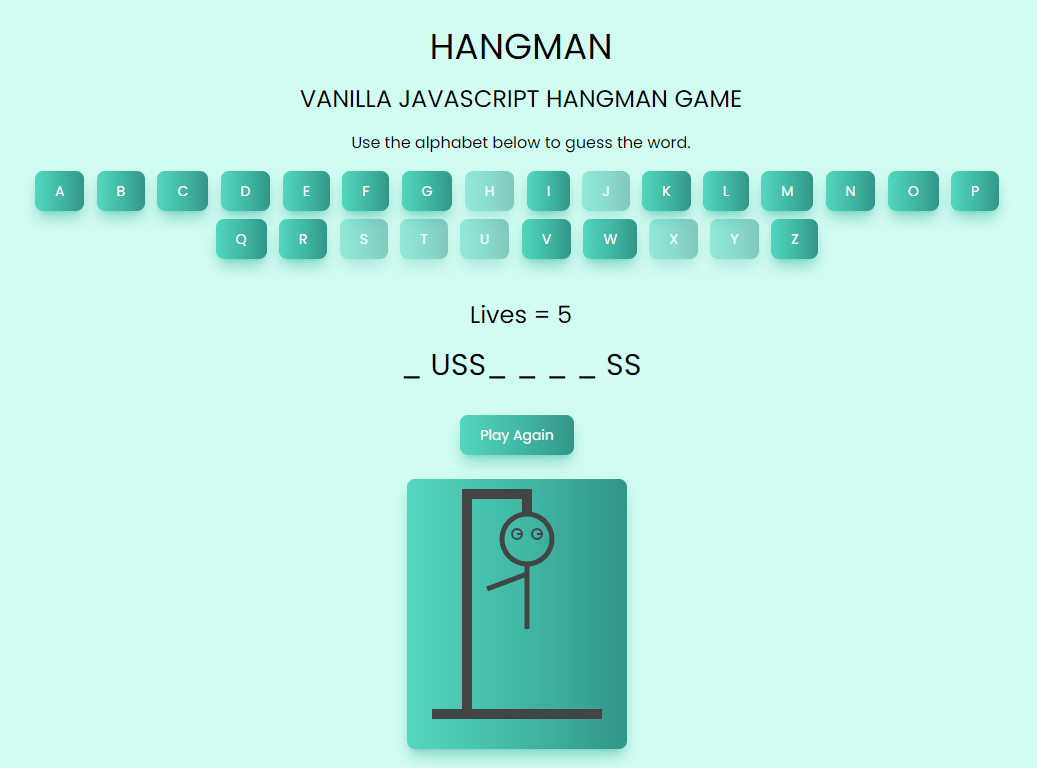 HANGMAN
VANILLA JAVASCRIPT HANGMAN GAME
Use the alphabet below to guess the word.
A B C D E F G H I J K L M N O P
Q R S T U V W X Y Z
Lives = 5
_ USS_ _ _ _ SS
Play Again